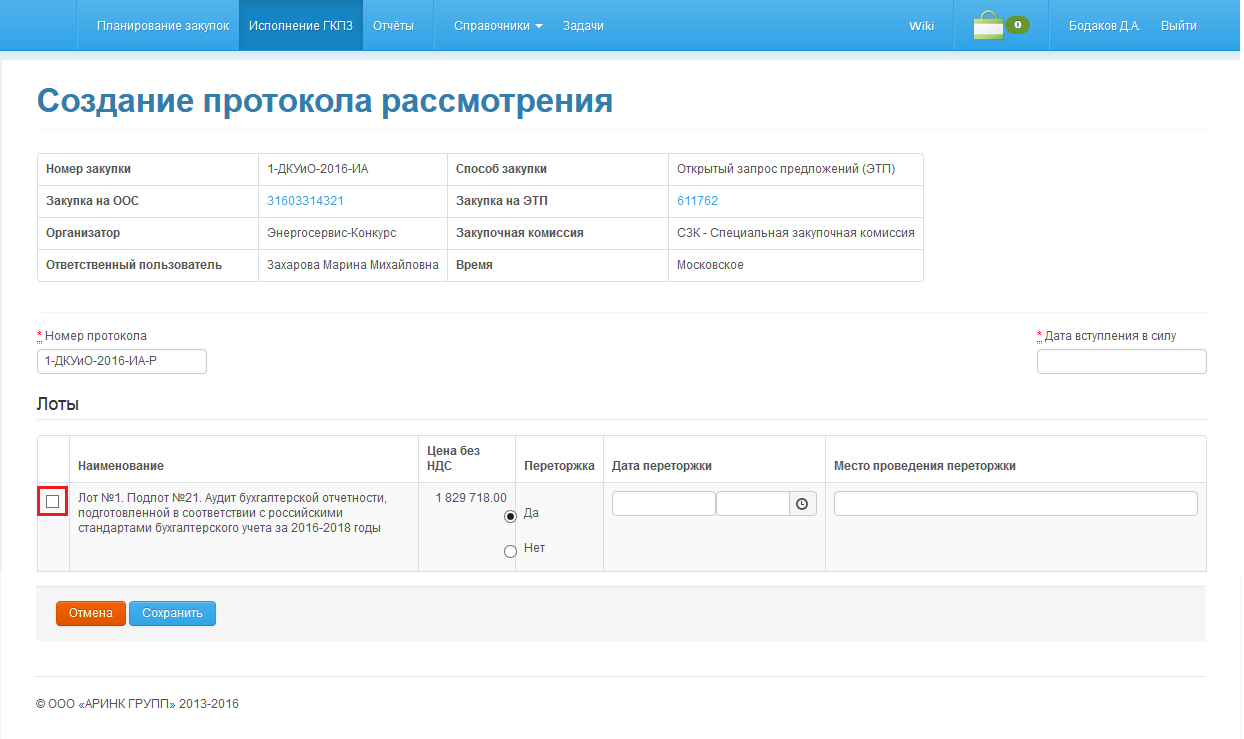 Планирование закупок Исполнение ГКПЗ Отчёты Справочники Задачи Wiki 0 Бодаков Д.А. Выйти
Создание протокола рассмотрения
Номер закупки 1-ДКУиО-2016-ИА Способ закупки Открытый запрос предложений (ЭТП)
Закупка на ООС 31603314321 Закупка на ЭТП 611762
Организатор Энергосервис-Конкурс Закупочная комиссия СЗК - Специальная закупочная комиссия
Ответственный пользователь Захарова Марина Михайловна Время Московское
* Номер протокола * Дата вступления в силу
1-ДКУиО-2016-ИА-Р
Лоты
Наименование Цена без НДС Переторжка Дата переторжки Место проведения переторжки
Лот №1. Подлот №21. Аудит бухгалтерской отчетности, 1 829 718.00
подготовленной в соответствии с российскими Да
стандартами бухгалтерского учета за 2016-2018 годы
Нет
Отмена Сохранить
© ООО «АРИНК ГРУПП» 2013-2016